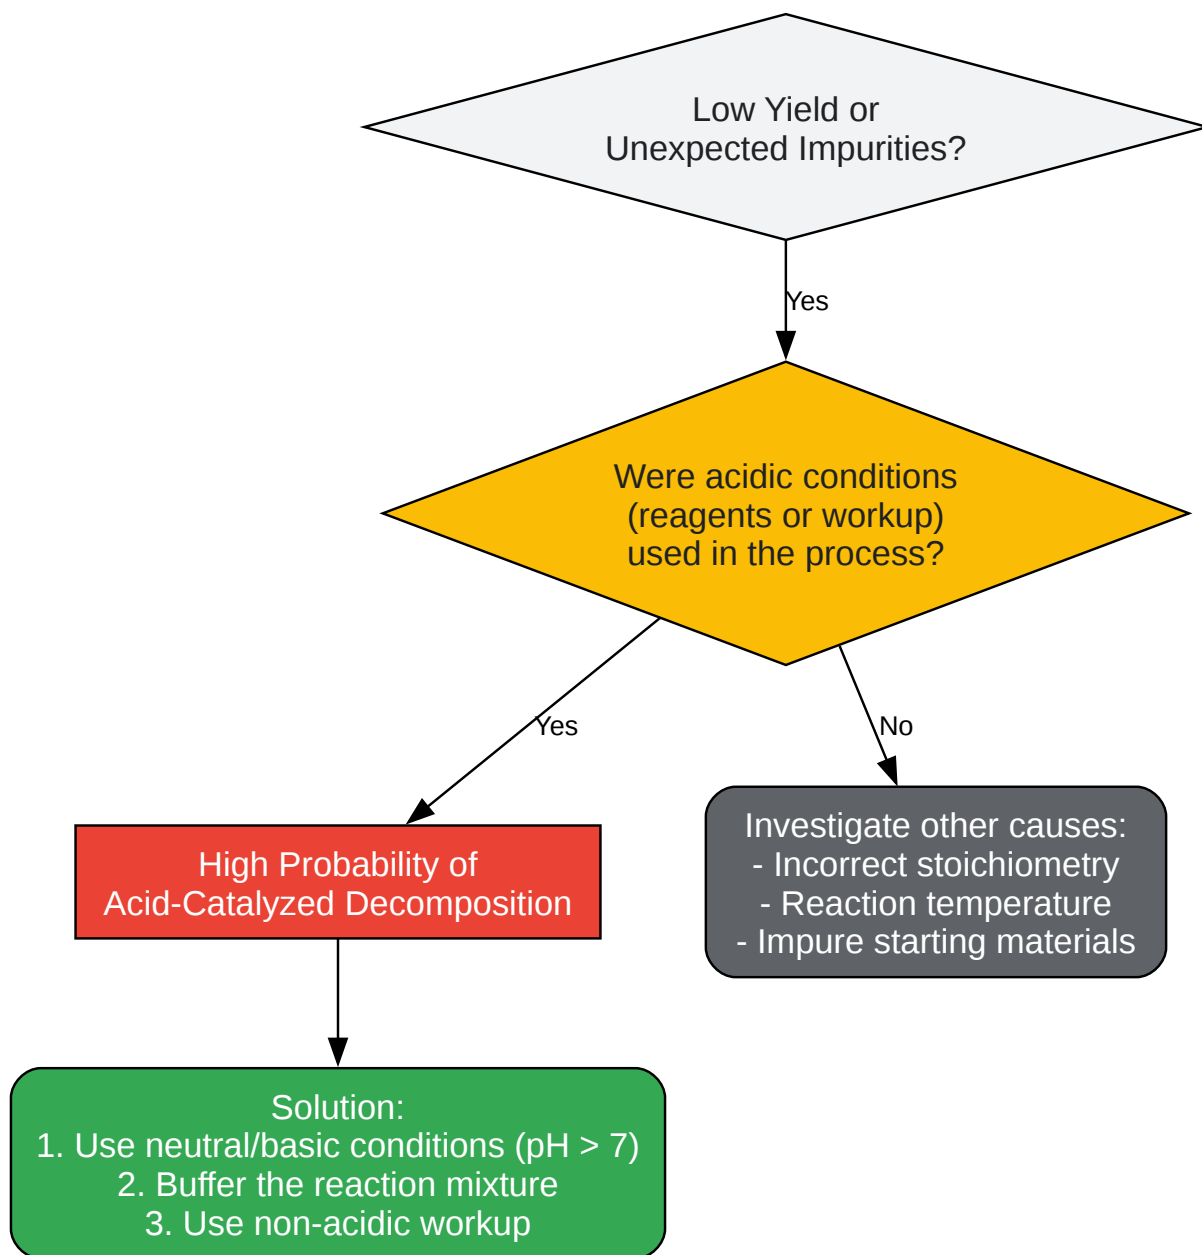 Low Yield or
Unexpected Impurities?
Yes
Were acidic conditions
(reagents or workup)
used in the process?
Yes
No
High Probability of
Acid-Catalyzed Decomposition
Investigate other causes:
- Incorrect stoichiometry
- Reaction temperature
- Impure starting materials
Solution:
1. Use neutral/basic conditions (pH > 7)
2. Buffer the reaction mixture
3. Use non-acidic workup